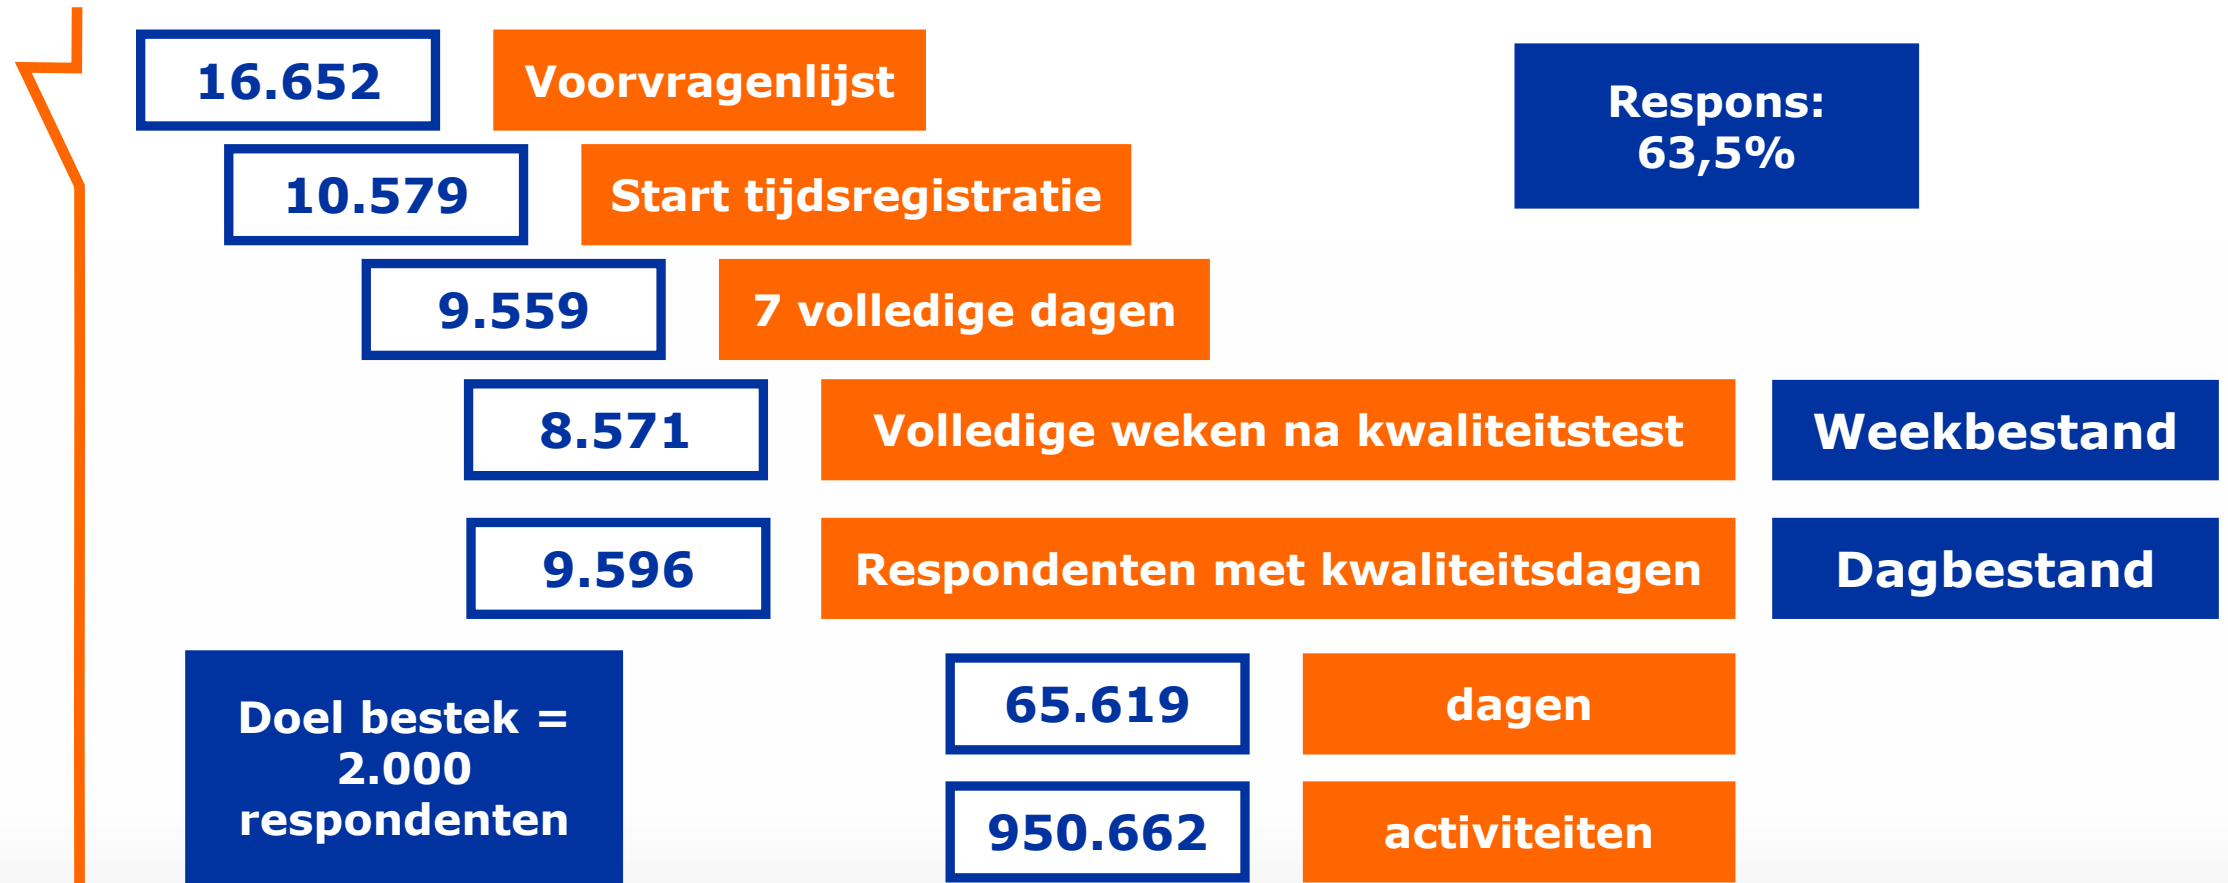 16.652 Voorvragenlijst
Respons:
63,5%
10.579 Start tijdsregistratie
9.559 7 volledige dagen
8.571 Volledige weken na kwaliteitstest Weekbestand
9.596 Respondenten met kwaliteitsdagen Dagbestand
Doel bestek =
2.000
respondenten
65.619 dagen
950.662 activiteiten